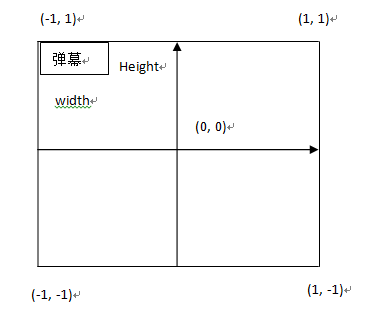 (-1, 1)
(1, 1)
弹幕
Height
width
(0, 0)
(-1, -1)
(1, -1)